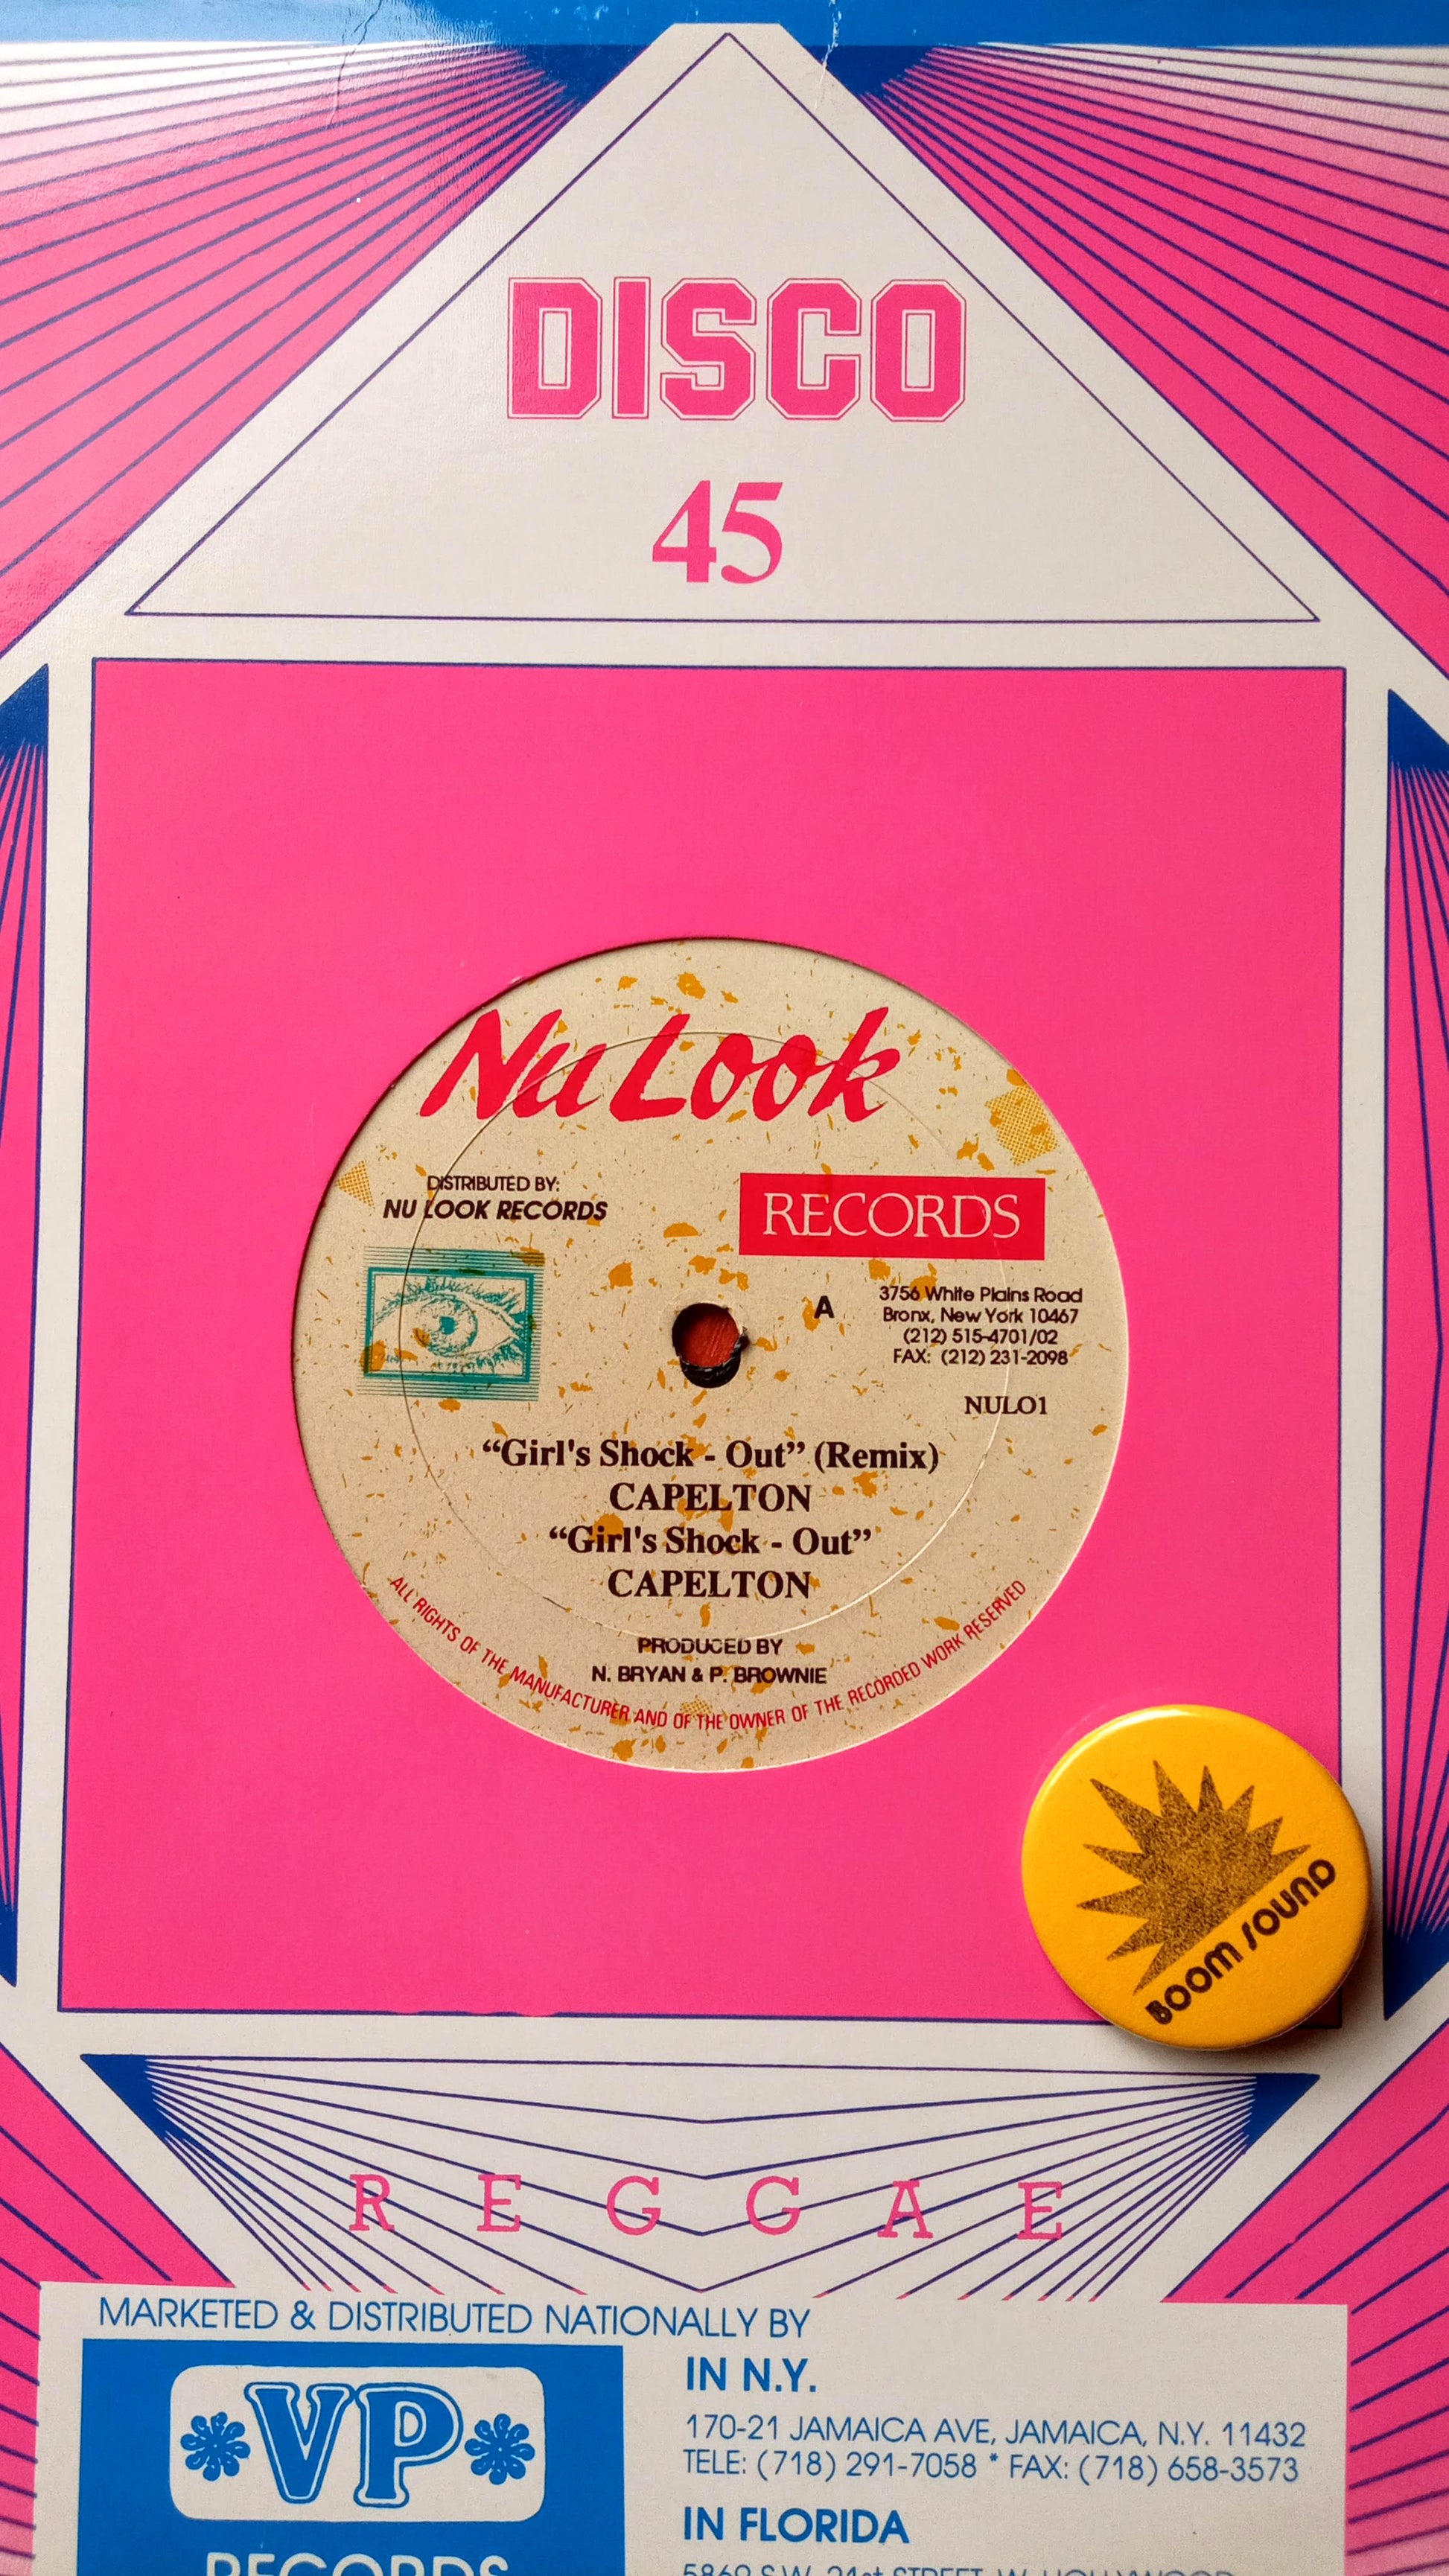 DISCO
45
Nu Look
DISTRIBUTED BY:
NU LOOK RECORDS
RECORDS
A
3756 White Plains Road
Bronx, New York 10467
(212) 515-4701/02
FAX: (212) 231-2098
NULO1
“Girl's Shock - Out” (Remix)
CAPELTON
“Girl's Shock - Out”
CAPELTON
PRODUCED BY
N. BRYAN & P. BROWNIE
ALL RIGHTS OF THE MANUFACTURER AND OF THE OWNER OF THE RECORDED WORK RESERVED
BOOM SOUND
REGGAE
MARKETED & DISTRIBUTED NATIONALLY BY
VP
RECORDS
IN N.Y.
170-21 JAMAICA AVE, JAMAICA, N.Y. 11432
TELE: (718) 291-7058 * FAX: (718) 658-3573
IN FLORIDA